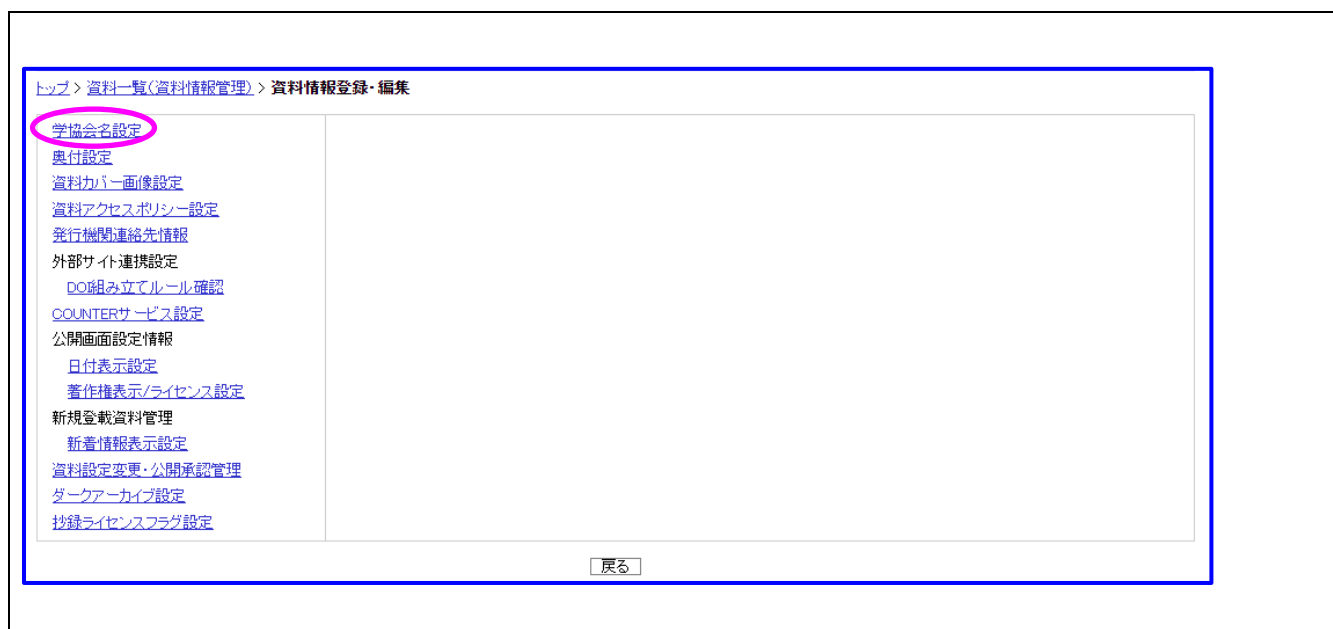 トップ > 資料一覧(資料情報管理) > 資料情報登録・編集
学協会名設定
奥付設定
資料カバー画像設定
資料アクセスポリシー設定
発行機関連絡先情報
外部サイト連携設定
DOI組み立てルール確認
COUNTERサービス設定
公開画面設定情報
日付表示設定
著作権表示/ライセンス設定
新規登載資料管理
新着情報表示設定
資料設定変更・公開承認管理
ダークアーカイブ設定
抄録ライセンスフラグ設定
戻る